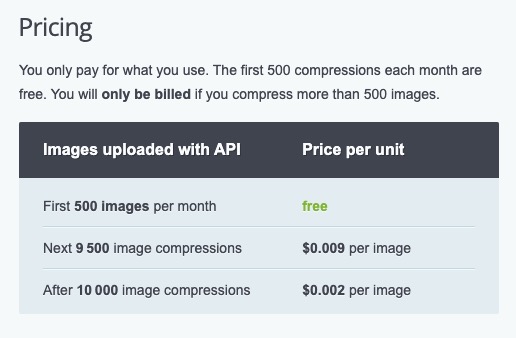 Pricing
You only pay for what you use. The first 500 compressions each month are
free. You will only be billed if you compress more than 500 images.
Images uploaded with API Price per unit
First 500 images per month free
Next 9 500 image compressions $0.009 per image
After 10 000 image compressions $0.002 per image